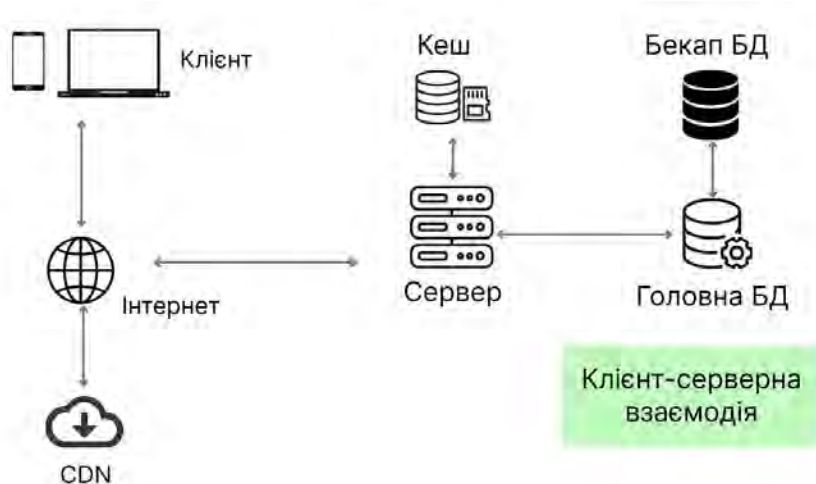 Клієнт
Кеш
Бекап БД
Інтернет
Сервер
Головна БД
CDN
Клієнт-серверна
взаємодія